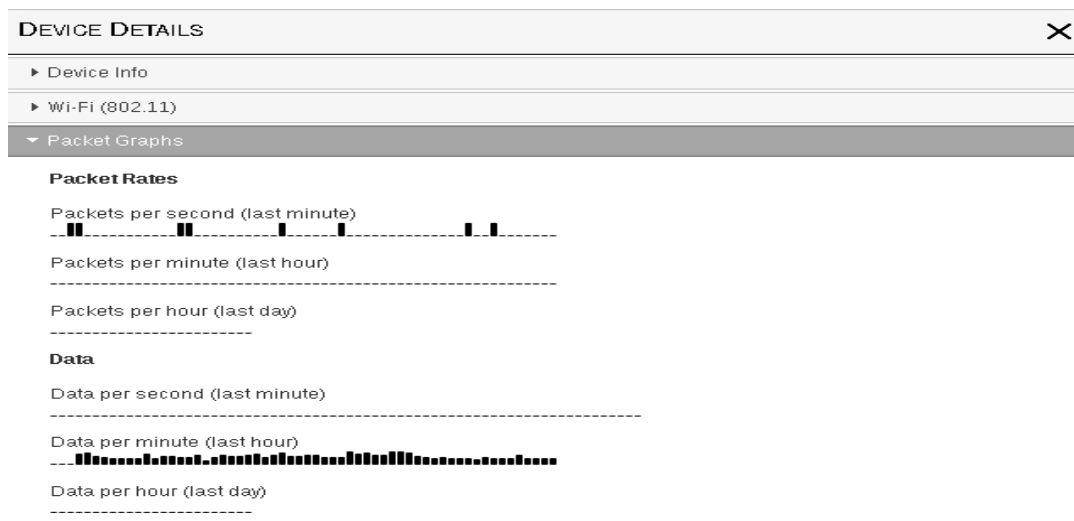 DEVICE DETAILS
Device Info
Wi-Fi (802.11)
Packet Graphs
Packet Rates
Packets per second (last minute)
Packets per minute (last hour)
Packets per hour (last day)
Data
Data per second (last minute)
Data per minute (last hour)
Data per hour (last day)